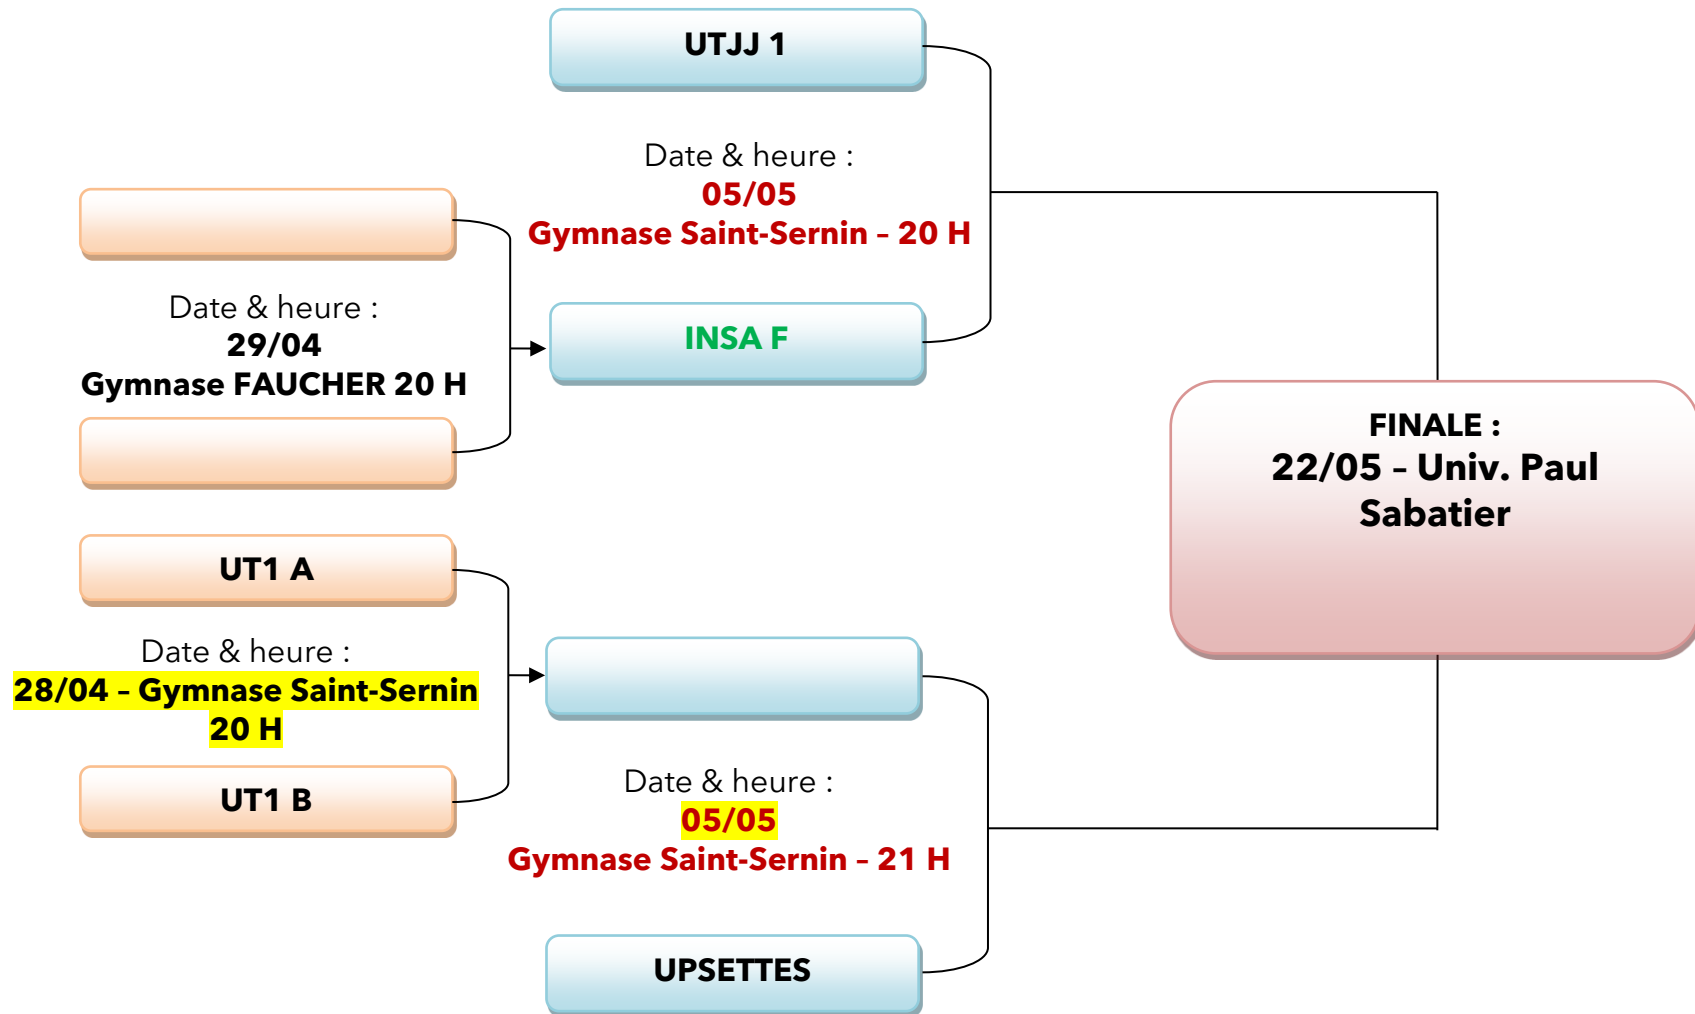 UTJJ 1
Date & heure :
05/05
Gymnase Saint-Sernin – 20 H
Date & heure :
29/04
Gymnase FAUCHER 20 H
INSA F
FINALE :
22/05 – Univ. Paul
Sabatier
UT1 A
Date & heure :
28/04 – Gymnase Saint-Sernin
20 H
UT1 B
Date & heure :
05/05
Gymnase Saint-Sernin – 21 H
UPSETTES